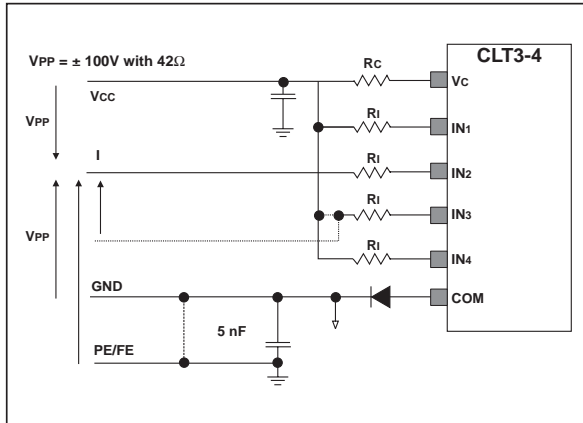 VPP = ± 100V with 42Ω
CLT3-4
VCC
RC
VC
VPP
RI
IN1
I
RI
IN2
RI
IN3
VPP
RI
IN4
GND
COM
5 nF
PE/FE